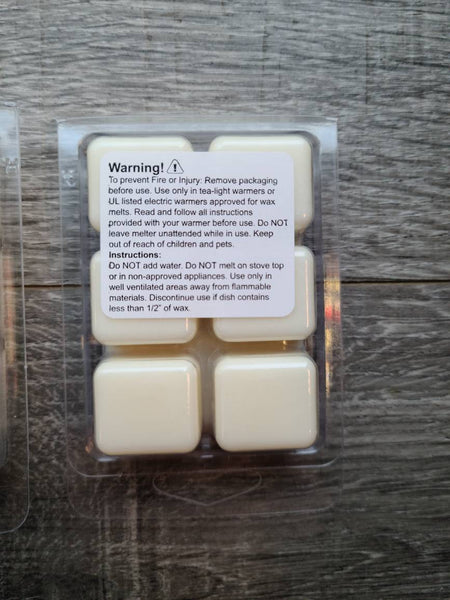 Warning!
To prevent Fire or Injury: Remove packaging
before use. Use only in tea-light warmers or
UL listed electric warmers approved for wax
melts. Read and follow all instructions
provided with your warmer before use. Do NOT
leave melter unattended while in use. Keep
out of reach of children and pets.
Instructions:
Do NOT add water. Do NOT melt on stove top
or in non-approved appliances. Use only in
well ventilated areas away from flammable
materials. Discontinue use if dish contains
less than 1/2" of wax.